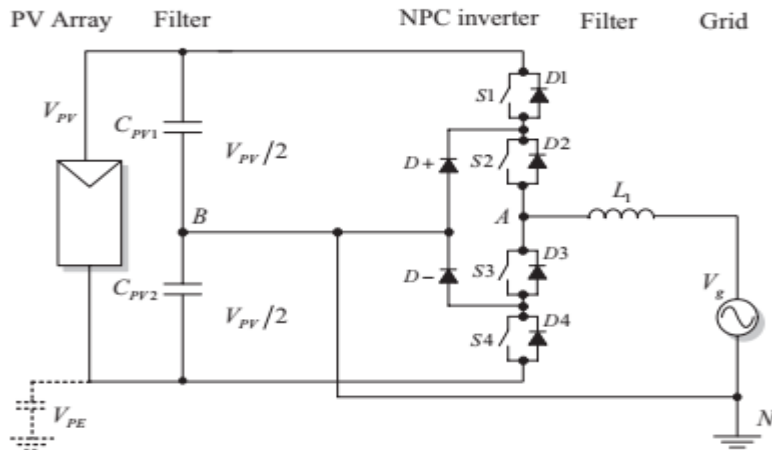 PV Array Filter NPC inverter Filter Grid
D1
S1
V_PV
C_PV1
V_PV/2
D+
S2
D2
L_1
B
A
D−
S3
D3
V_g
C_PV2
V_PV/2
S4
D4
V_PE
N